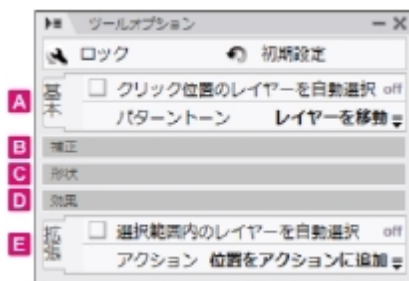 ツールオプション
ロック 初期設定
A 基本 クリック位置のレイヤーを自動選択 off
パターントーン レイヤーを移動
B 補正
C 形状
D 効果
E 拡張 選択範囲内のレイヤーを自動選択 off
アクション 位置をアクションに追加